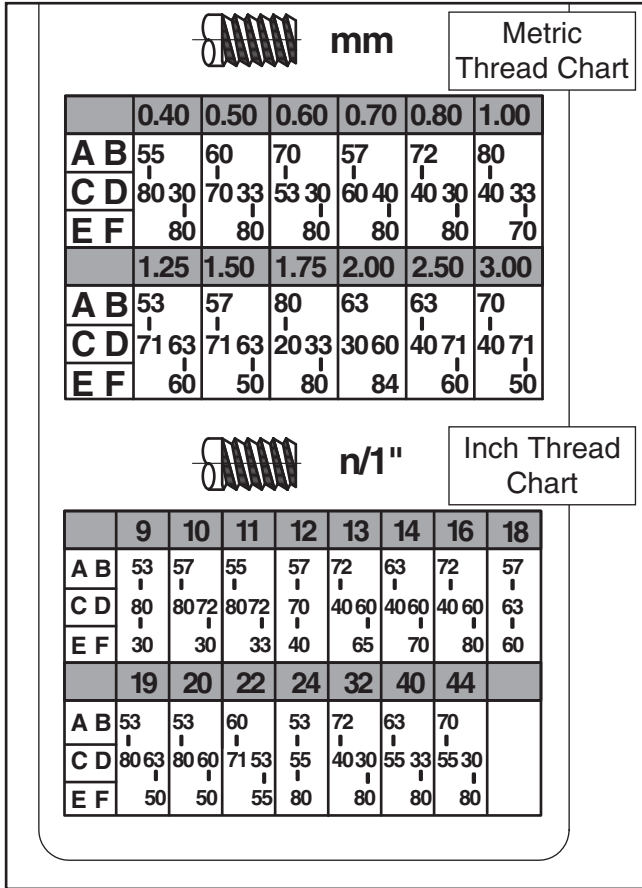 mm
Metric
Thread Chart
0.40 0.50 0.60 0.70 0.80 1.00
A B 55 60 70 57 72 80
C D 80 30 70 33 53 30 60 40 40 30 40 33
E F 80 80 80 80 80 70
1.25 1.50 1.75 2.00 2.50 3.00
A B 53 57 80 63 63 70
C D 71 63 71 63 20 33 30 60 40 71 40 71
E F 60 50 80 84 60 50
n/1"
Inch Thread
Chart
9 10 11 12 13 14 16 18
A B 53 57 55 57 72 63 72 57
C D 80 80 72 80 72 70 40 60 40 60 40 60 63
E F 30 30 33 40 65 70 80 60
19 20 22 24 32 40 44
A B 53 53 60 53 72 63 70
C D 80 63 80 60 71 53 55 40 30 55 33 55 30
E F 50 50 55 80 80 80 80